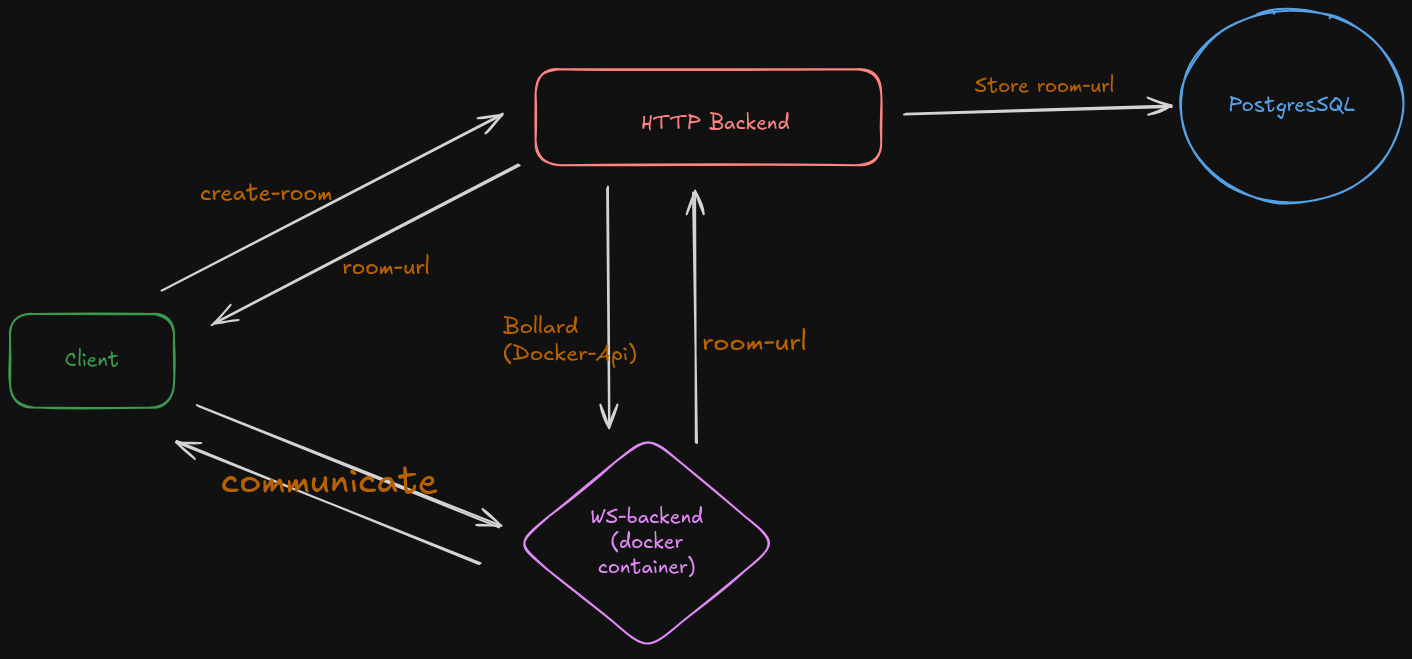 Store room-url
PostgresSQL
HTTP Backend
create-room
room-url
Bollard
(Docker-Api)
room-url
Client
communicate
WS-backend
(docker
container)